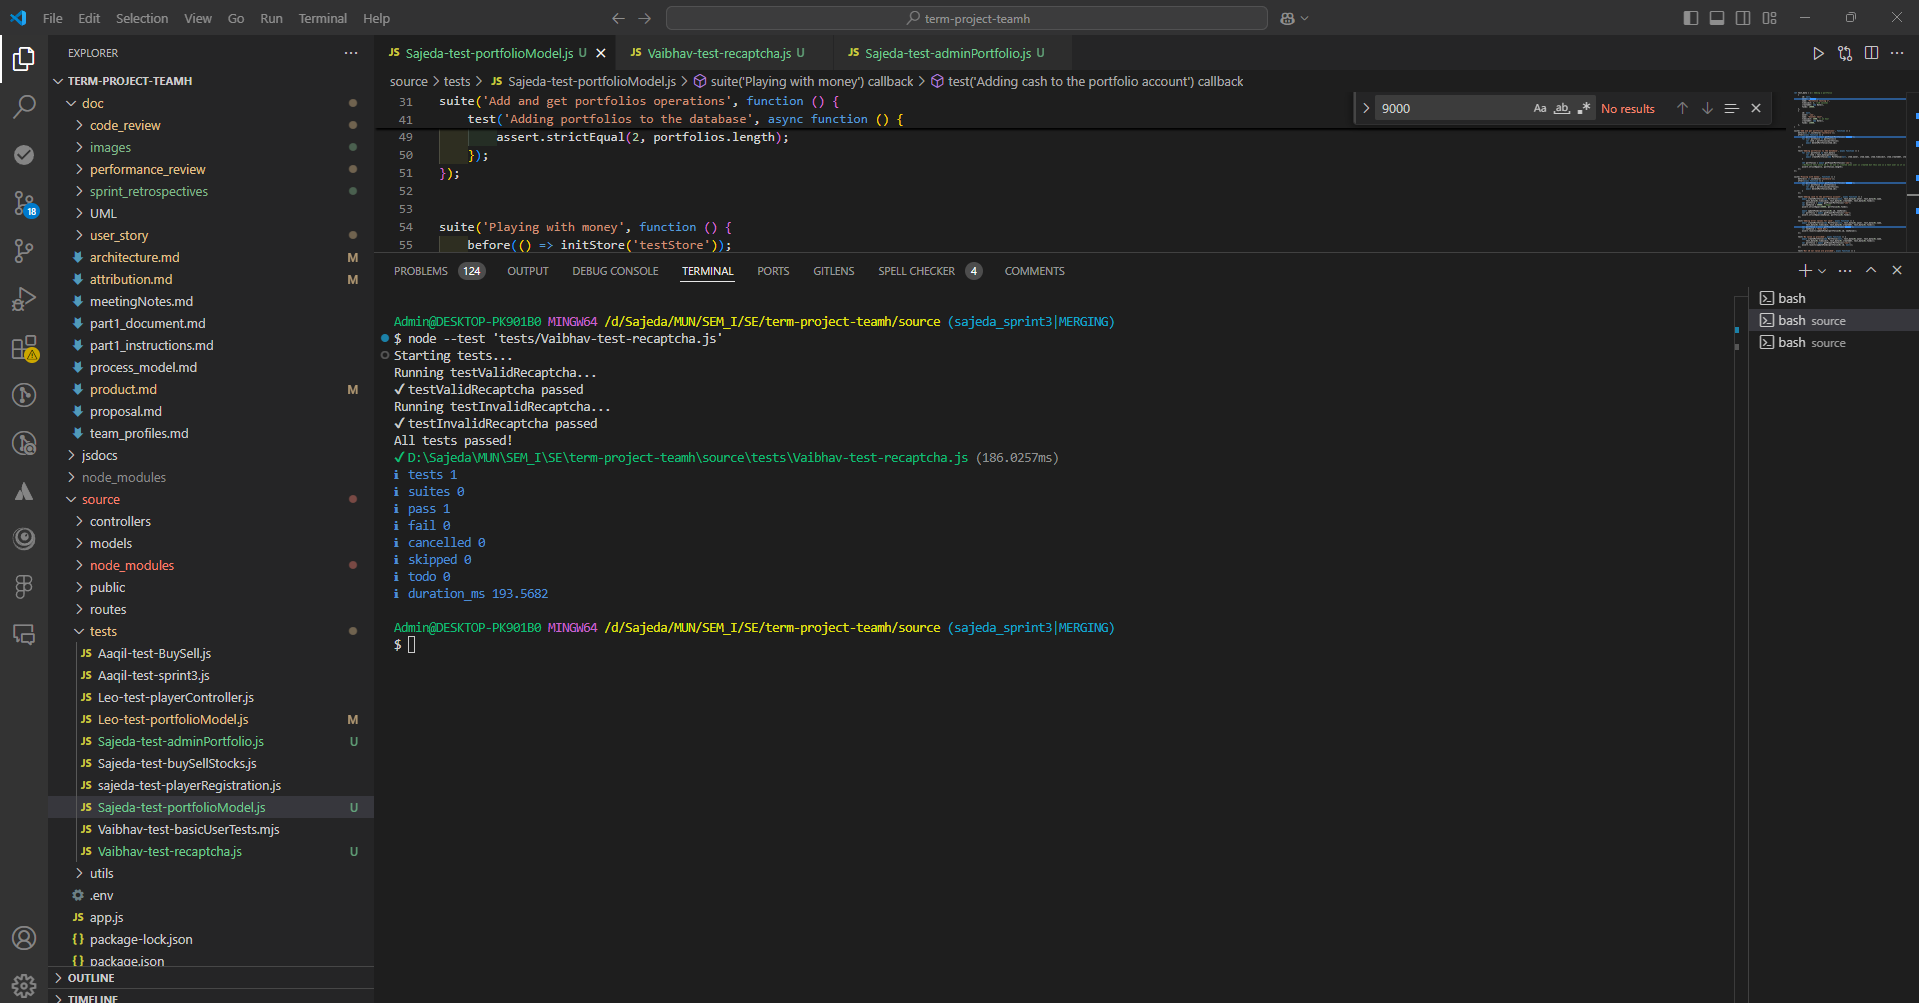 File Edit Selection View Go Run Terminal Help
term-project-teamh
EXPLORER
TERM-PROJECT-TEAMH
doc
code_review
images
performance_review
sprint_retrospectives
UML
user_story
architecture.md M
attribution.md M
meetingNotes.md
part1_document.md
part1_instructions.md
process_model.md
product.md M
proposal.md
team_profiles.md
jsdocs
node_modules
source
controllers
models
node_modules
public
routes
tests
JS Aaqil-test-BuySell.js
JS Aaqil-test-sprint3.js
JS Leo-test-playerController.js
JS Leo-test-portfolioModel.js M
JS Sajeda-test-adminPortfolio.js U
JS Sajeda-test-buySellStocks.js
JS sajeda-test-playerRegistration.js
JS Sajeda-test-portfolioModel.js U
JS Vaibhav-test-basicUserTests.mjs
JS Vaibhav-test-recaptcha.js U
utils
.env
JS app.js
{} package-lock.json
{} package.json
OUTLINE
TIMELINE
18
JS Sajeda-test-portfolioModel.js U
JS Vaibhav-test-recaptcha.js U
JS Sajeda-test-adminPortfolio.js U
source > tests > JS Sajeda-test-portfolioModel.js > suite('Playing with money') callback > test('Adding cash to the portfolio account') callback
31 suite('Add and get portfolios operations', function () {
41 test('Adding portfolios to the database', async function () {
49 assert.strictEqual(2, portfolios.length);
50 });
51 });
52
53
54 suite('Playing with money', function () {
55 before(() => initStore('testStore'));
9000 Aa ab .* No results
PROBLEMS 124 OUTPUT DEBUG CONSOLE TERMINAL PORTS GITLENS SPELL CHECKER 4 COMMENTS
Admin@DESKTOP-PK901B0 MINGW64 /d/Sajeda/MUN/SEM_I/SE/term-project-teamh/source (sajeda_sprint3|MERGING)
$ node --test 'tests/Vaibhav-test-recaptcha.js'
Starting tests...
Running testValidRecaptcha...
✓ testValidRecaptcha passed
Running testInvalidRecaptcha...
✓ testInvalidRecaptcha passed
All tests passed!
✓ D:\Sajeda\MUN\SEM_I\SE\term-project-teamh\source\tests\Vaibhav-test-recaptcha.js (186.0257ms)
ℹ tests 1
ℹ suites 0
ℹ pass 1
ℹ fail 0
ℹ cancelled 0
ℹ skipped 0
ℹ todo 0
ℹ duration_ms 193.5682
Admin@DESKTOP-PK901B0 MINGW64 /d/Sajeda/MUN/SEM_I/SE/term-project-teamh/source (sajeda_sprint3|MERGING)
$
bash
bash source
bash source